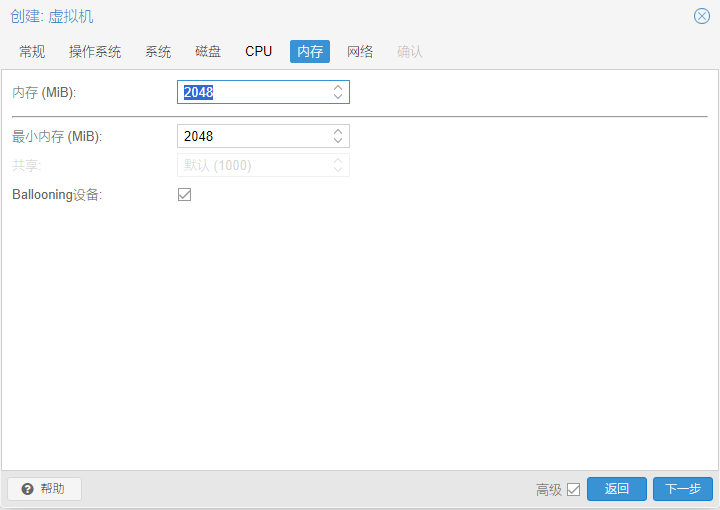 创建: 虚拟机
常规 操作系统 系统 磁盘 CPU 内存 网络 确认
内存 (MiB): 2048
最小内存 (MiB): 2048
共享: 默认 (1000)
Ballooning设备:
帮助 高级 返回 下一步